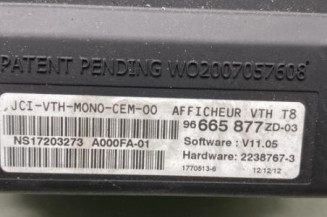 PATENT PENDING WO2007057608
JCI-VTH-MONO-CEM-00 AFFICHEUR VTH T8
96 665 877 ZD-03
Software : V11.05
NS17203273 A000FA-01 Hardware: 2238767-3
1770513-6 12/12/12